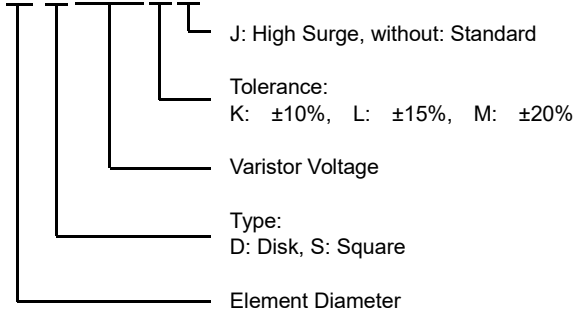 J: High Surge, without: Standard
Tolerance:
K: ±10%, L: ±15%, M: ±20%
Varistor Voltage
Type:
D: Disk, S: Square
Element Diameter